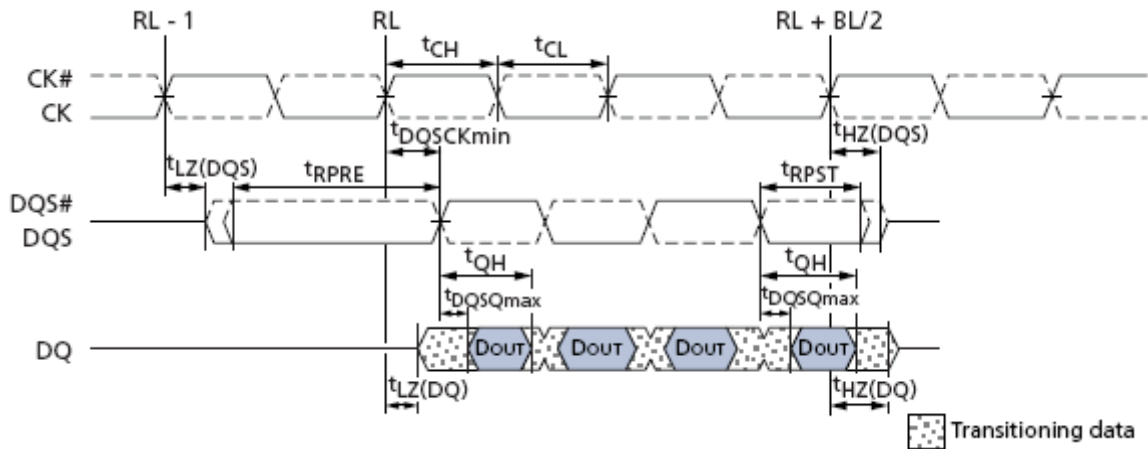 RL - 1 RL RL + BL/2
tCH tCL
CK#
CK
tDQSCKmin tHZ(DQS)
tLZ(DQS) tRPRE tRPST
DQS#
DQS
tQH tQH
tDQSQmax tDQSQmax
DQ DOUT DOUT DOUT DOUT
tLZ(DQ) tHZ(DQ)
Transitioning data